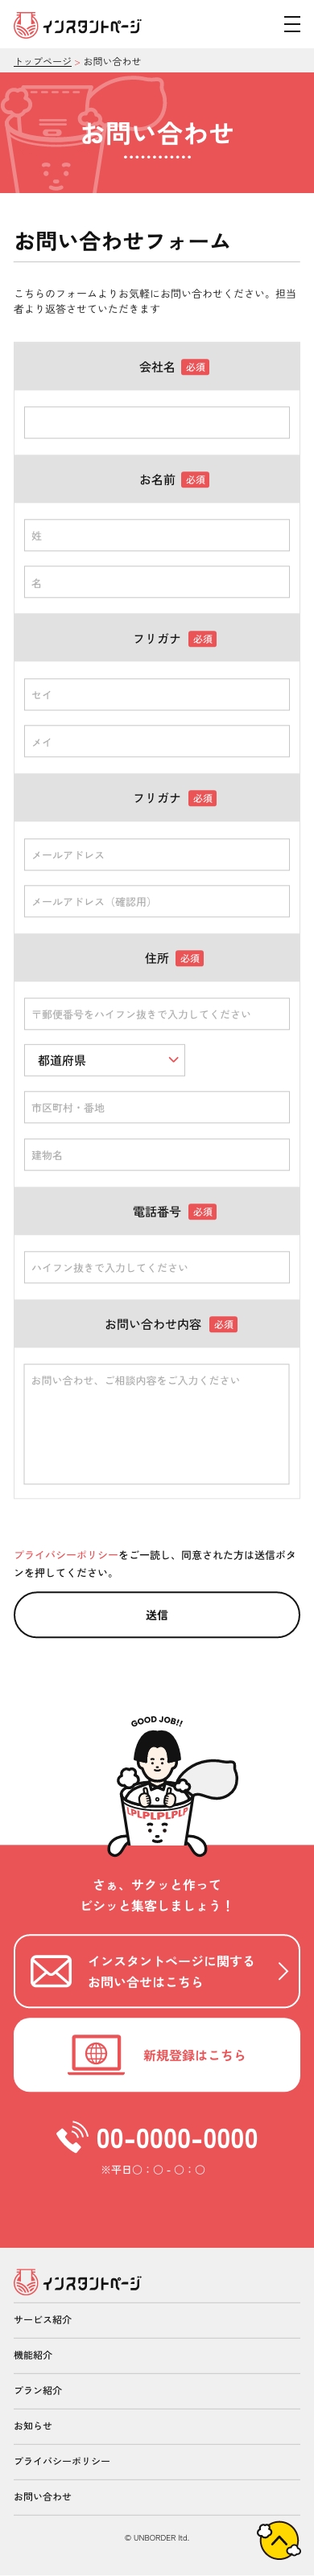 インスタントページ
トップページ > お問い合わせ
お問い合わせ
お問い合わせフォーム
こちらのフォームよりお気軽にお問い合わせください。担当
者より返答させていただきます
会社名 必須
お名前 必須
姓
名
フリガナ 必須
セイ
メイ
フリガナ 必須
メールアドレス
メールアドレス（確認用）
住所 必須
〒郵便番号をハイフン抜きで入力してください
都道府県
市区町村・番地
建物名
電話番号 必須
ハイフン抜きで入力してください
お問い合わせ内容 必須
お問い合わせ、ご相談内容をご入力ください
プライバシーポリシーをご一読し、同意された方は送信ボタ
ンを押してください。
送信
GOOD JOB!!
LPLPLPLPLPLP
さぁ、サクッと作って
ビシッと集客しましょう！
インスタントページに関する
お問い合せはこちら
新規登録はこちら
00-0000-0000
※平日〇：〇 - 〇：〇
インスタントページ
サービス紹介
機能紹介
プラン紹介
お知らせ
プライバシーポリシー
お問い合わせ
© UNBORDER ltd.